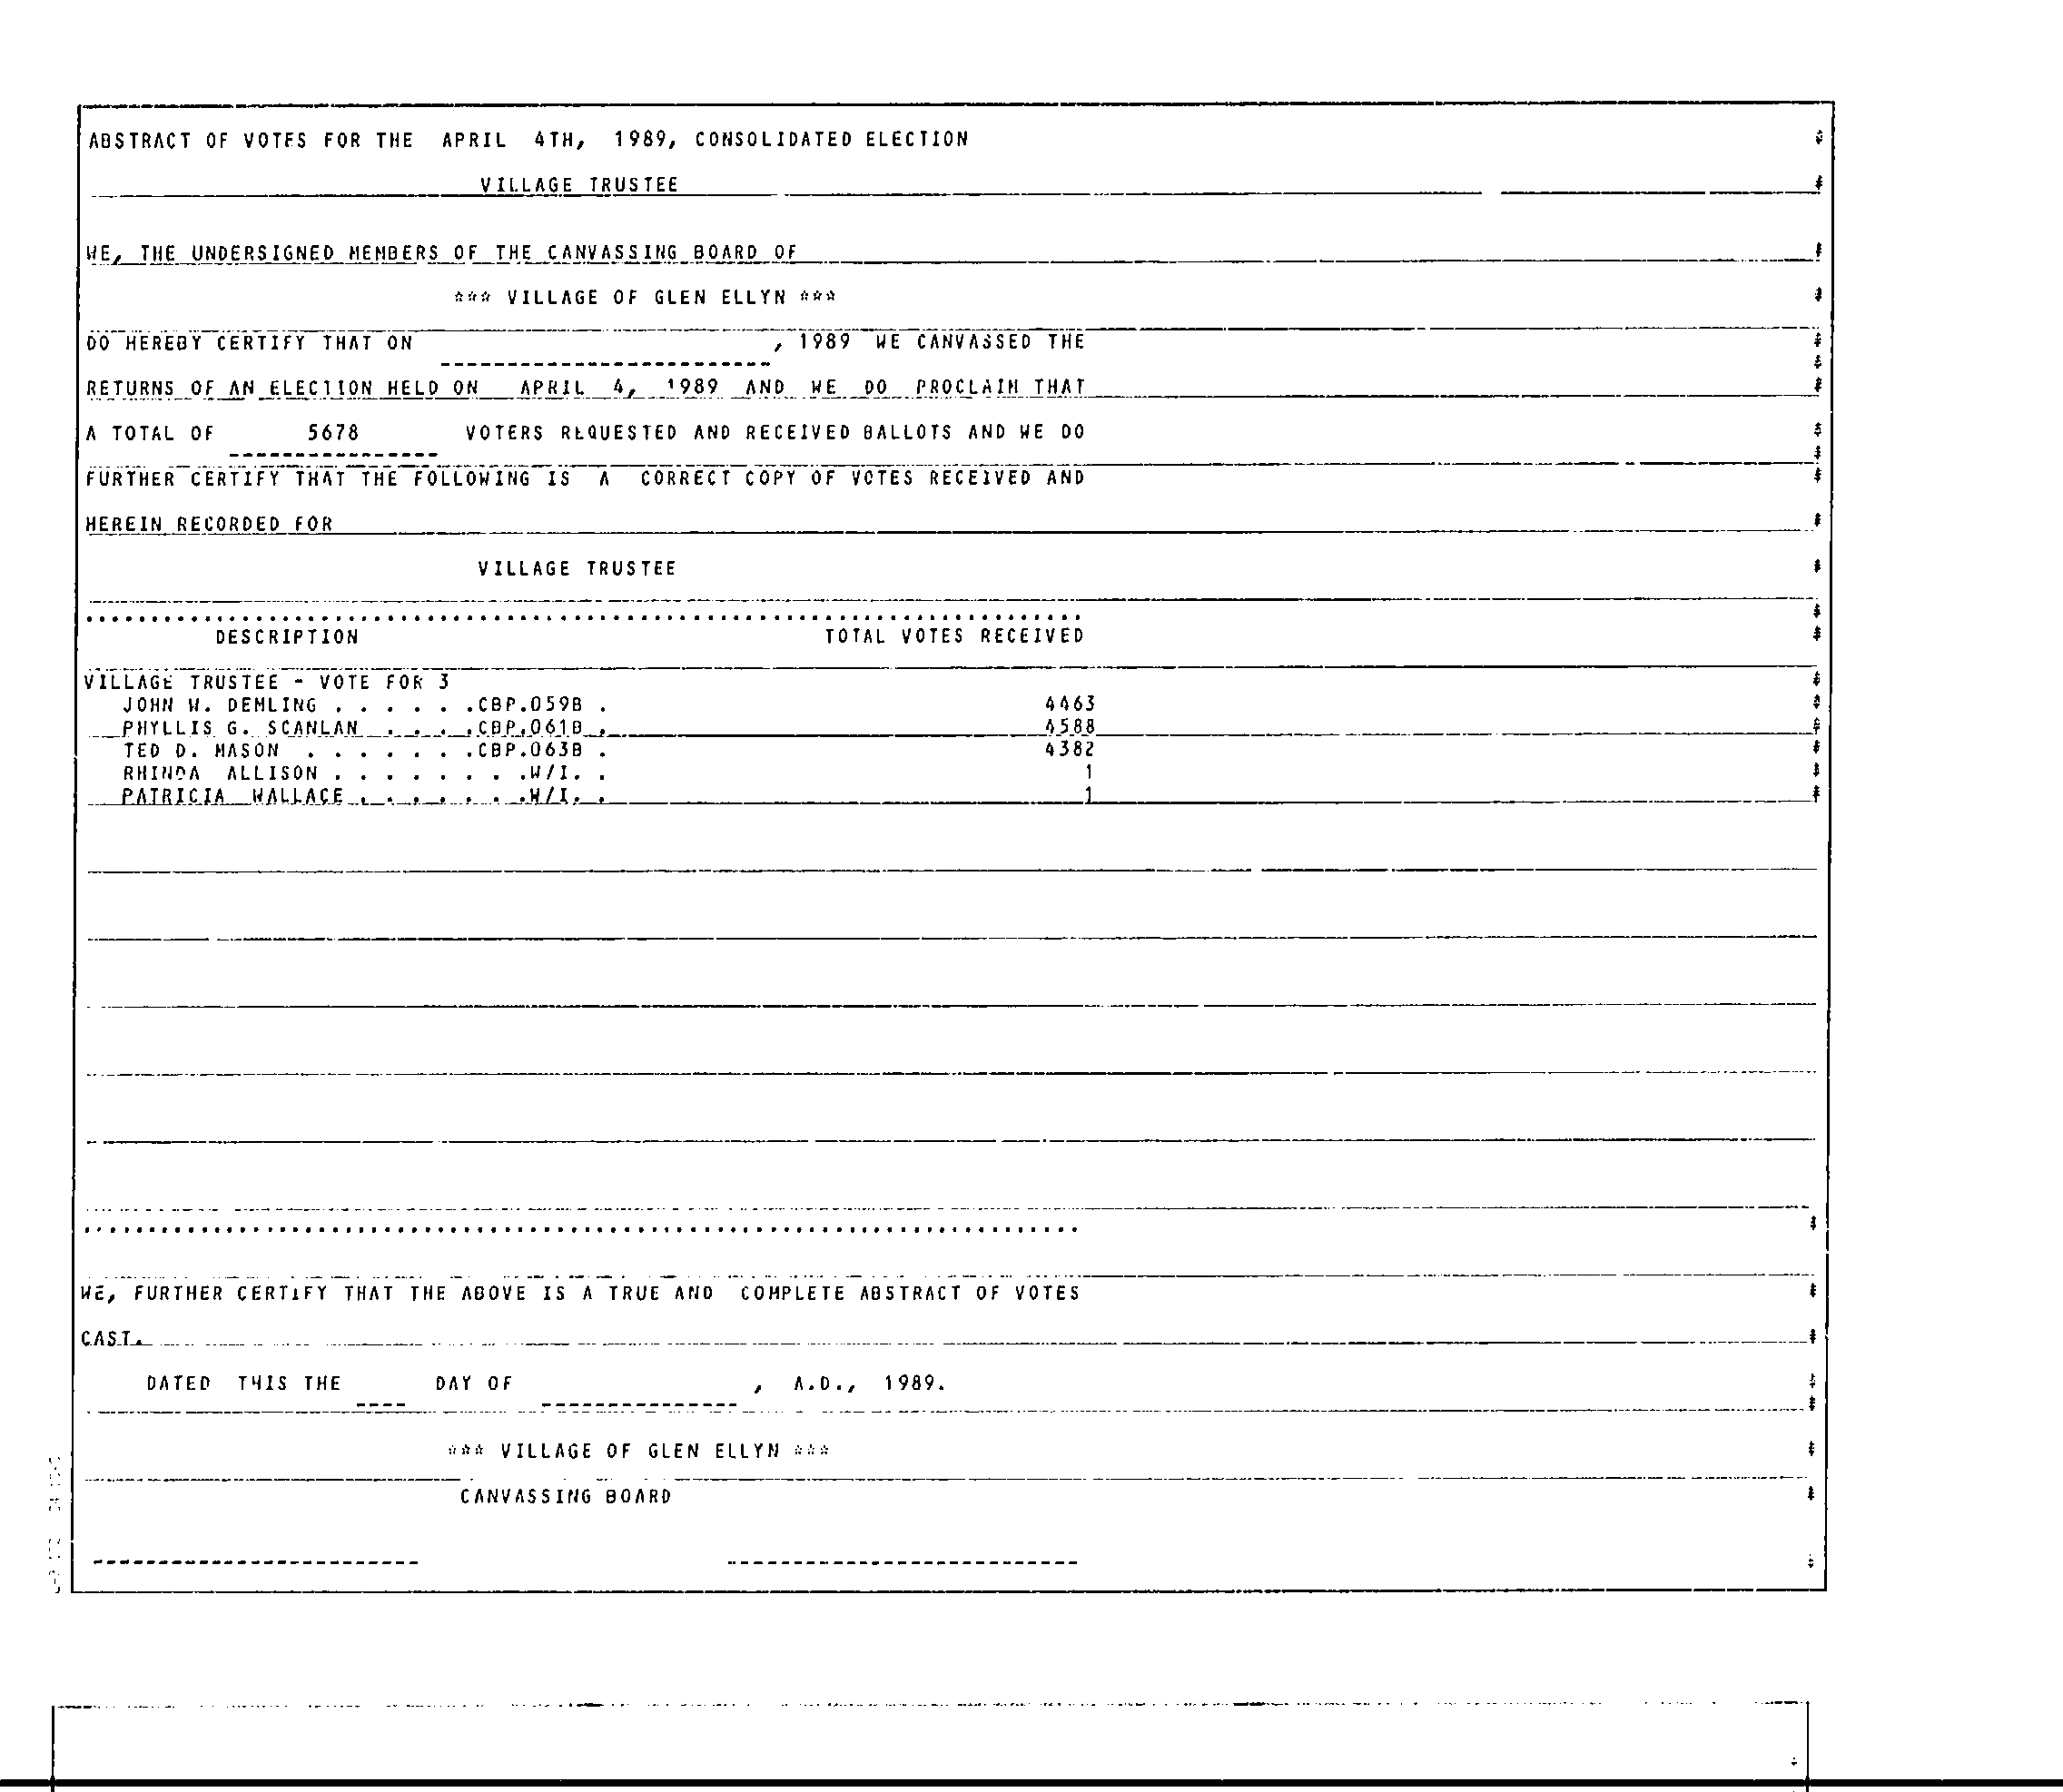 ABSTRACT OF VOTES FOR THE APRIL 4TH, 1989, CONSOLIDATED ELECTION
VILLAGE TRUSTEE
WE, THE UNDERSIGNED MEMBERS OF THE CANVASSING BOARD OF
*** VILLAGE OF GLEN ELLYN ***
DO HEREBY CERTIFY THAT ON , 1989 WE CANVASSED THE
RETURNS OF AN ELECTION HELD ON APRIL 4, 1989 AND WE DO PROCLAIM THAT
A TOTAL OF 5678 VOTERS REQUESTED AND RECEIVED BALLOTS AND WE DO
FURTHER CERTIFY THAT THE FOLLOWING IS A CORRECT COPY OF VOTES RECEIVED AND
HEREIN RECORDED FOR
VILLAGE TRUSTEE
DESCRIPTION TOTAL VOTES RECEIVED
VILLAGE TRUSTEE - VOTE FOR 3
JOHN W. DEMLING . . . . . .CBP.059B . 4463
PHYLLIS G. SCANLAN . . . .CBP.061B . 4588
TED D. MASON . . . . . . .CBP.063B . 4382
RHINDA ALLISON . . . . . . . .W/I. . 1
PATRICIA WALLACE . . . . . . .W/I. . 1
WE, FURTHER CERTIFY THAT THE ABOVE IS A TRUE AND COMPLETE ABSTRACT OF VOTES
CAST.
DATED THIS THE DAY OF , A.D., 1989.
*** VILLAGE OF GLEN ELLYN ***
CANVASSING BOARD